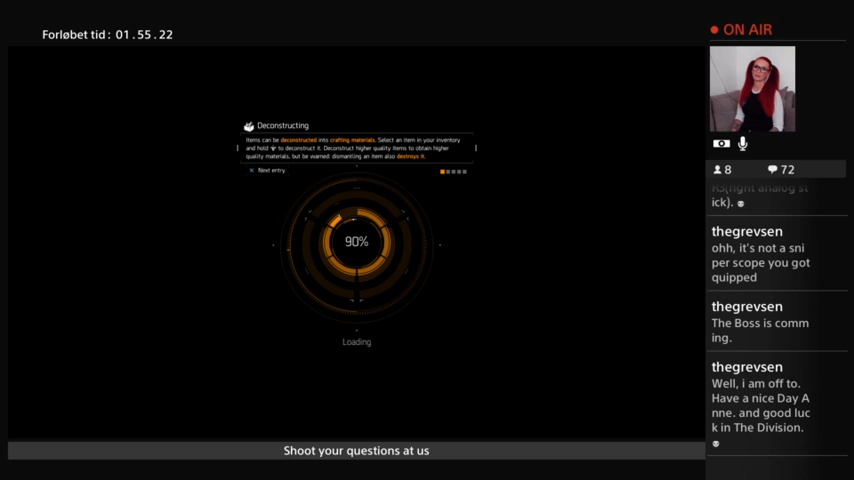 Forløbet tid: 01.55.22
Deconstructing
Items can be deconstructed into crafting materials. Select an item in your inventory
and hold to deconstruct it. Deconstruct higher quality items to obtain higher
quality materials, but be warned: dismantling an item also destroys it.
Next entry
90%
Loading
Shoot your questions at us
ON AIR
8 72
ick).
thegrevsen
ohh, it's not a sni
per scope you got
quipped
thegrevsen
The Boss is comm
ing.
thegrevsen
Well, i am off to.
Have a nice Day A
nne. and good luc
k in The Division.